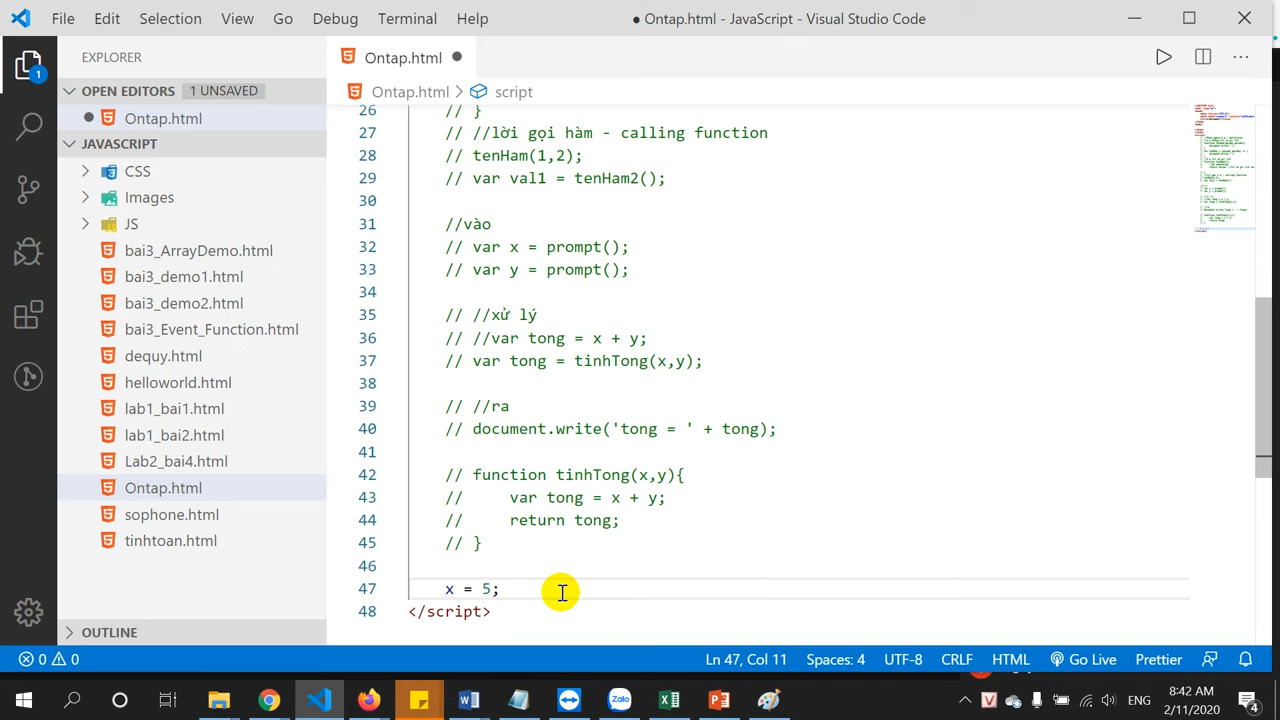 File Edit Selection View Go Debug Terminal Help ● Ontap.html - JavaScript - Visual Studio Code
EXPLORER
OPEN EDITORS 1 UNSAVED
Ontap.html
JAVASCRIPT
CSS
Images
JS
bai3_ArrayDemo.html
bai3_demo1.html
bai3_demo2.html
bai3_Event_Function.html
dequy.html
helloworld.html
lab1_bai1.html
lab1_bai2.html
Lab2_bai4.html
Ontap.html
sophone.html
tinhtoan.html
OUTLINE
1
Ontap.html
Ontap.html > script
26 // }
27 // //lời gọi hàm - calling function
28 // tenHam(1,2);
29 // var val1 = tenHam2();
30
31 //vào
32 // var x = prompt();
33 // var y = prompt();
34
35 // //xử lý
36 // //var tong = x + y;
37 // var tong = tinhTong(x,y);
38
39 // //ra
40 // document.write('tong = ' + tong);
41
42 // function tinhTong(x,y){
43 // var tong = x + y;
44 // return tong;
45 // }
46
47 x = 5;
48 </script>
0 0 Ln 47, Col 11 Spaces: 4 UTF-8 CRLF HTML Go Live Prettier
Zalo
ENG
8:42 AM
2/11/2020
4